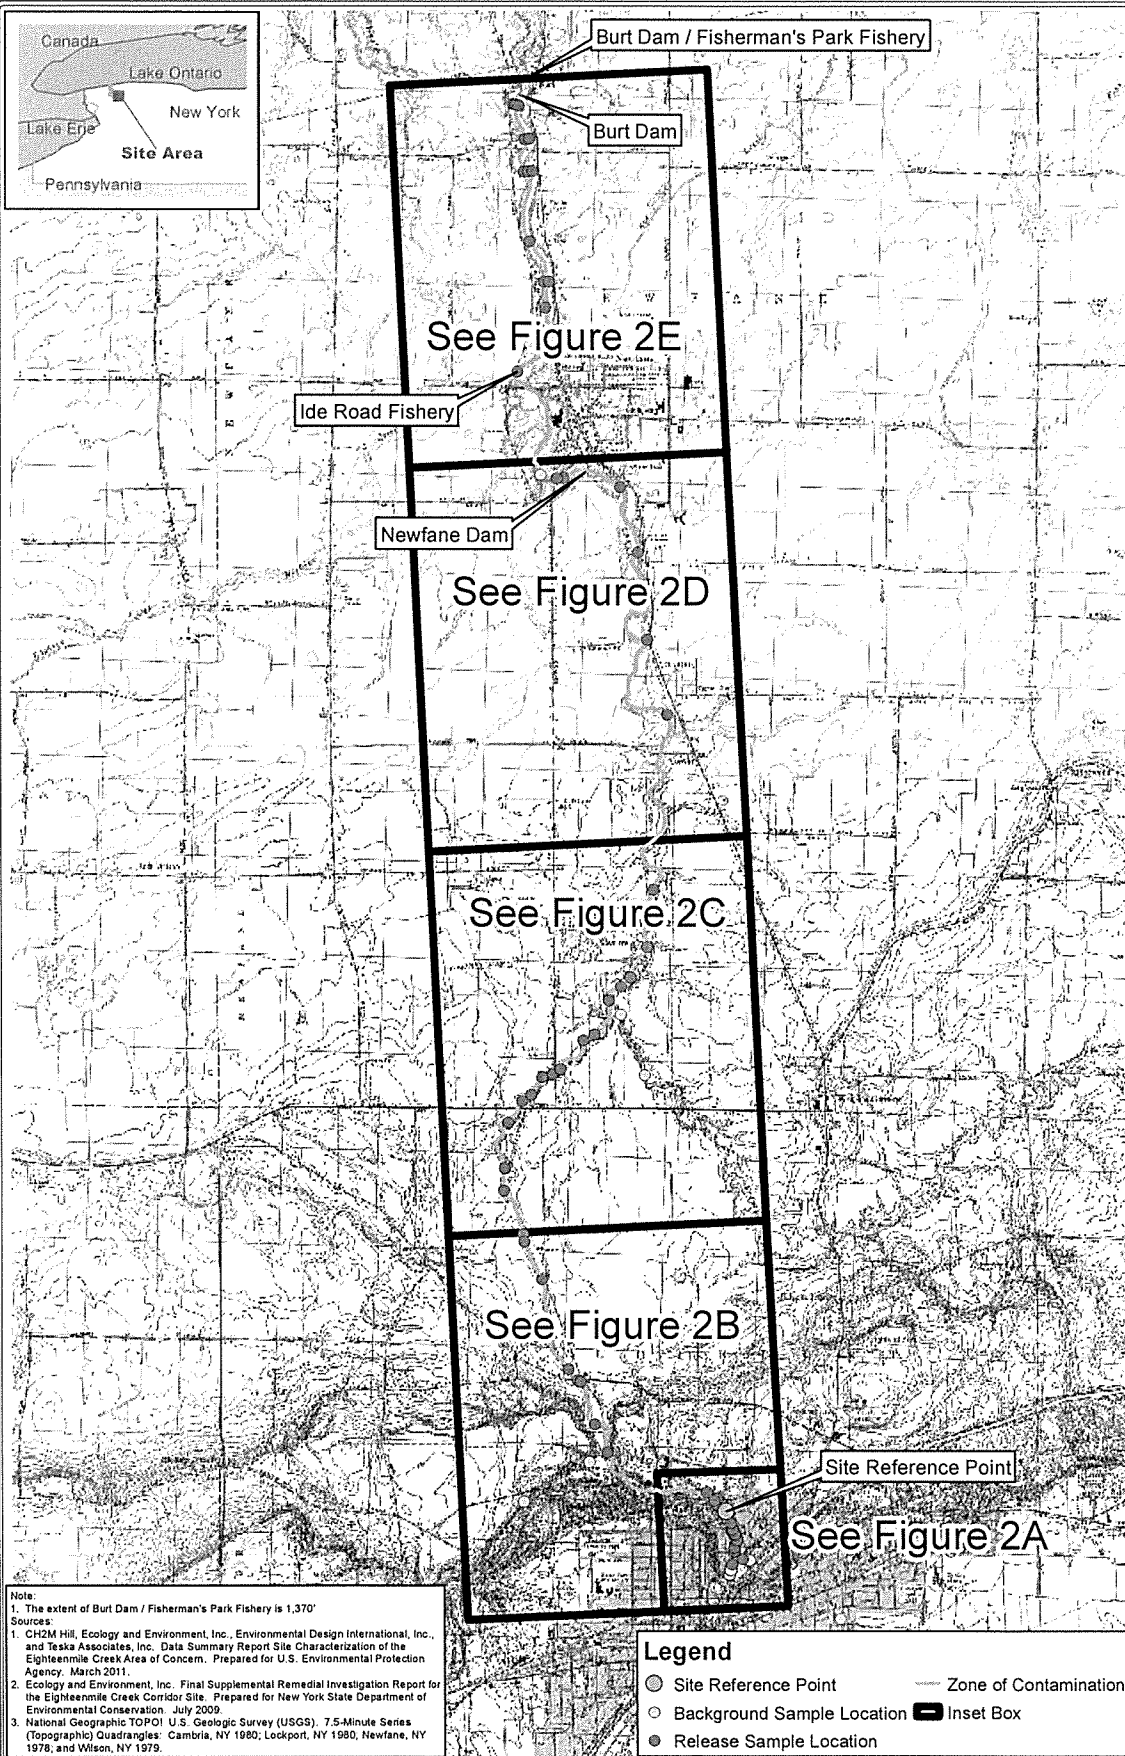 Canada
Lake Ontario
New York
Lake Erie
Site Area
Pennsylvania
Burt Dam / Fisherman's Park Fishery
Burt Dam
See Figure 2E
Ide Road Fishery
Newfane Dam
See Figure 2D
See Figure 2C
See Figure 2B
Site Reference Point
See Figure 2A
Note:
1. The extent of Burt Dam / Fisherman's Park Fishery is 1,370'
Sources:
1. CH2M Hill, Ecology and Environment, Inc., Environmental Design International, Inc.,
and Teska Associates, Inc. Data Summary Report Site Characterization of the
Eighteenmile Creek Area of Concern. Prepared for U.S. Environmental Protection
Agency. March 2011.
2. Ecology and Environment, Inc. Final Supplemental Remedial Investigation Report for
the Eighteenmile Creek Corridor Site. Prepared for New York State Department of
Environmental Conservation. July 2009.
3. National Geographic TOPO! U.S. Geologic Survey (USGS). 7.5-Minute Series
(Topographic) Quadrangles: Cambria, NY 1980; Lockport, NY 1980, Newfane, NY
1978; and Wilson, NY 1979.
Legend
Site Reference Point
Zone of Contamination
Background Sample Location
Inset Box
Release Sample Location